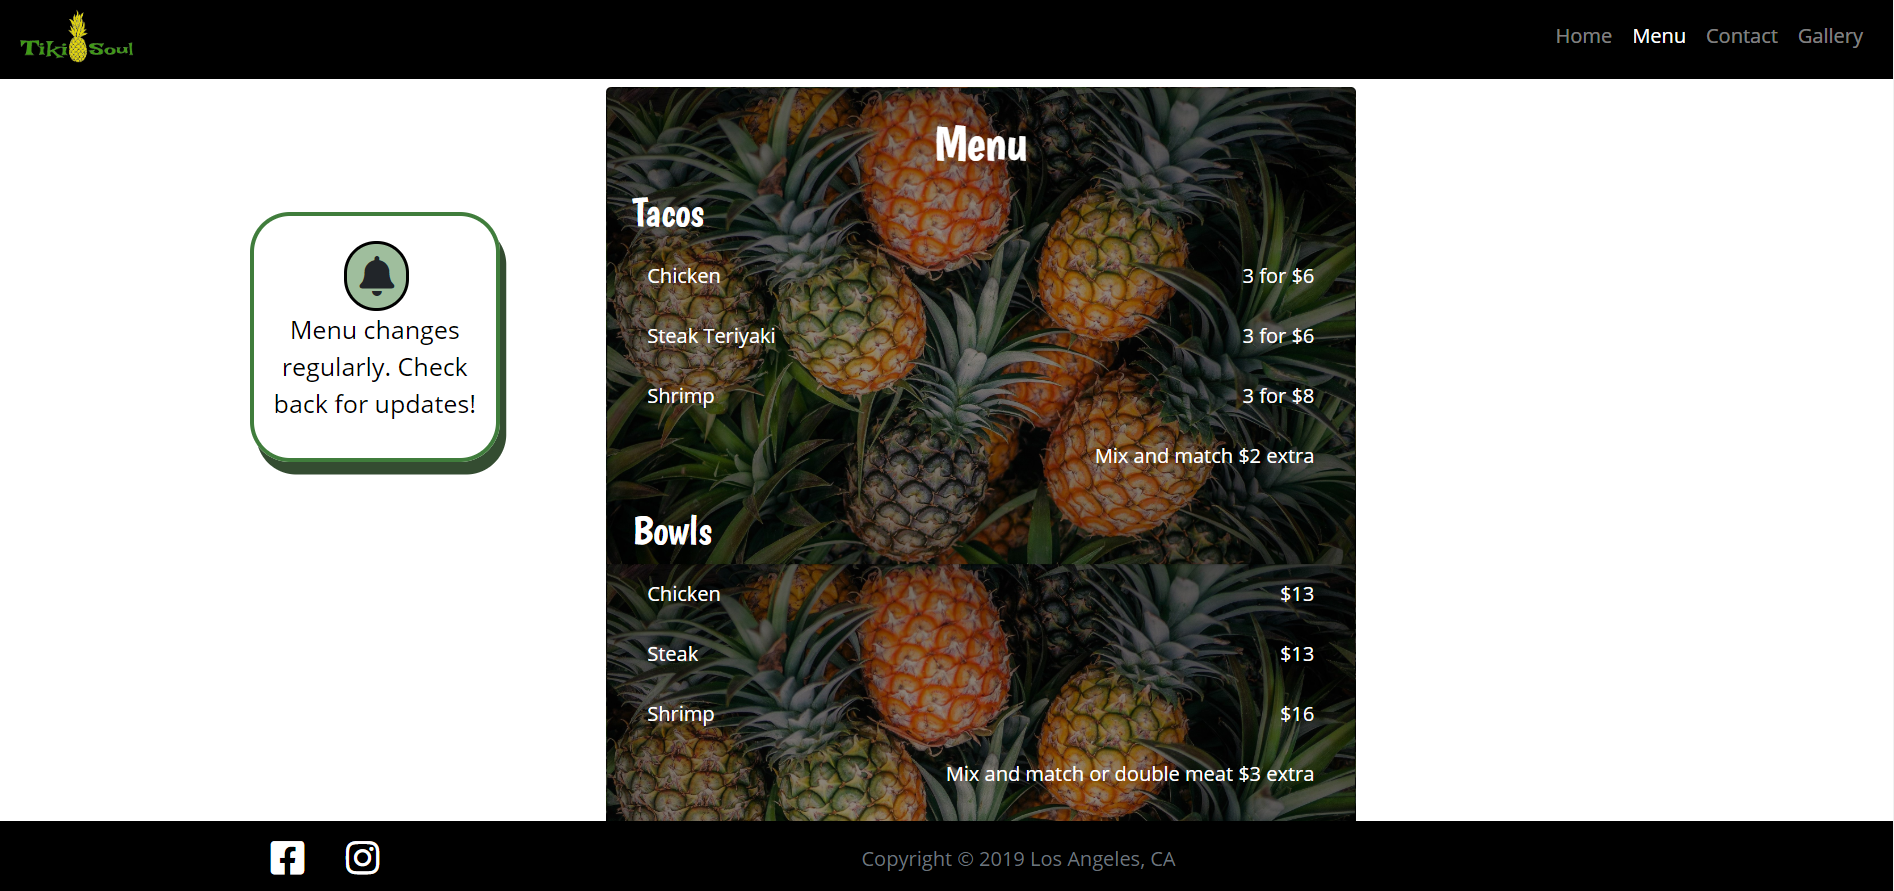 Tiki Soul
Home Menu Contact Gallery
Menu changes
regularly. Check
back for updates!
Menu
Tacos
Chicken 3 for $6
Steak Teriyaki 3 for $6
Shrimp 3 for $8
Mix and match $2 extra
Bowls
Chicken $13
Steak $13
Shrimp $16
Mix and match or double meat $3 extra
Copyright © 2019 Los Angeles, CA